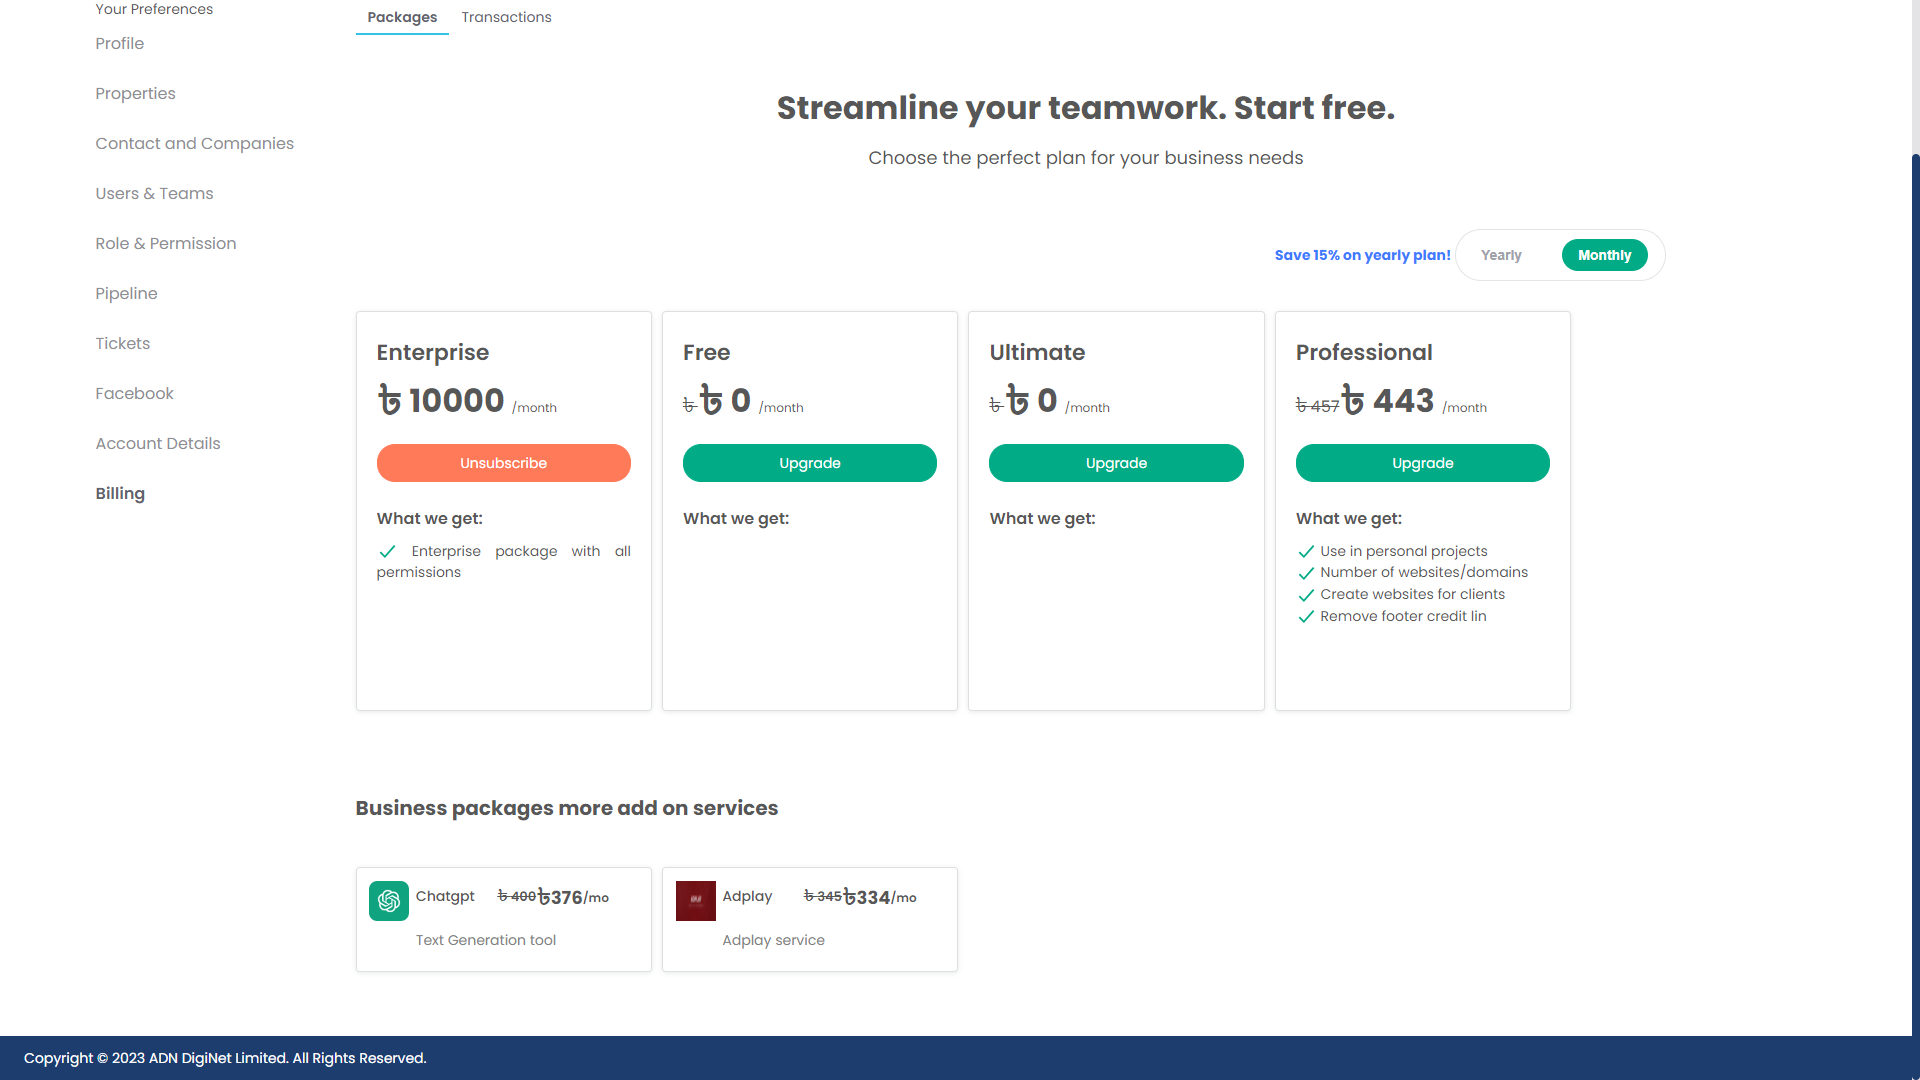 Your Preferences
Profile
Properties
Contact and Companies
Users & Teams
Role & Permission
Pipeline
Tickets
Facebook
Account Details
Billing
Packages
Transactions
Streamline your teamwork. Start free.
Choose the perfect plan for your business needs
Save 15% on yearly plan!
Yearly
Monthly
Enterprise
৳ 10000 /month
Unsubscribe
What we get:
Enterprise package with all
permissions
Free
৳ ৳ 0 /month
Upgrade
What we get:
Ultimate
৳ ৳ 0 /month
Upgrade
What we get:
Professional
৳ 457 ৳ 443 /month
Upgrade
What we get:
Use in personal projects
Number of websites/domains
Create websites for clients
Remove footer credit lin
Business packages more add on services
Chatgpt ৳ 400 ৳376/mo
Text Generation tool
Adplay ৳ 345 ৳334/mo
Adplay service
Copyright © 2023 ADN DigiNet Limited. All Rights Reserved.